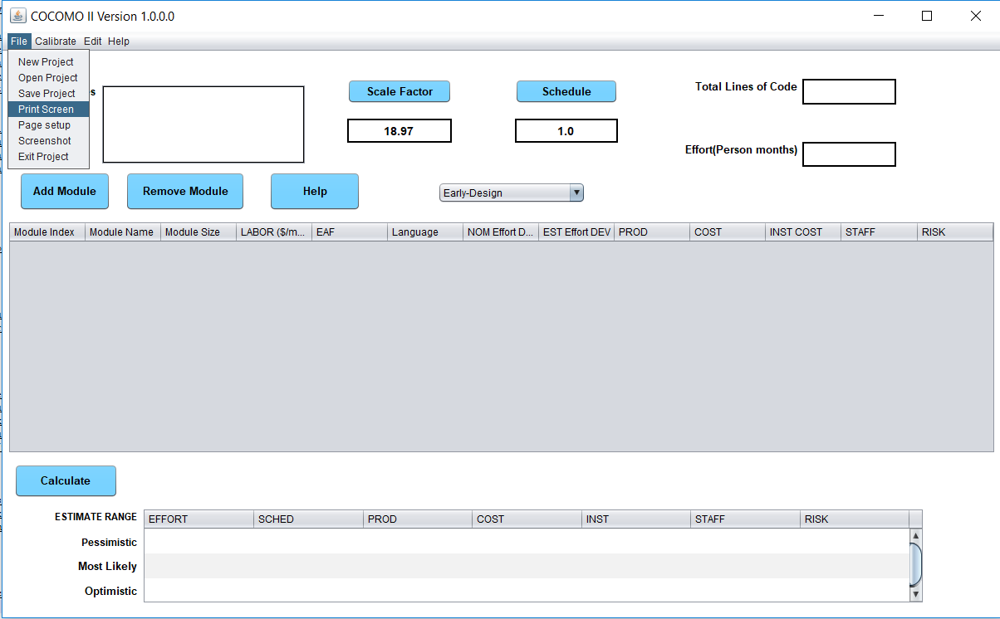 COCOMO II Version 1.0.0.0
File Calibrate Edit Help
New Project
Open Project
Save Project
Print Screen
Page setup
Screenshot
Exit Project
Scale Factor
18.97
Schedule
1.0
Total Lines of Code
Effort(Person months)
Add Module Remove Module Help Early-Design
Module Index Module Name Module Size LABOR ($/m... EAF Language NOM Effort D... EST Effort DEV PROD COST INST COST STAFF RISK
Calculate
ESTIMATE RANGE EFFORT SCHED PROD COST INST STAFF RISK
Pessimistic
Most Likely
Optimistic